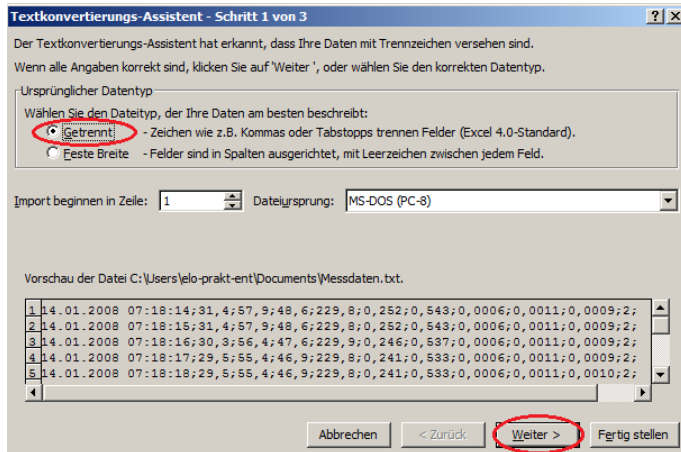 Textkonvertierungs-Assistent - Schritt 1 von 3
Der Textkonvertierungs-Assistent hat erkannt, dass Ihre Daten mit Trennzeichen versehen sind.
Wenn alle Angaben korrekt sind, klicken Sie auf 'Weiter ', oder wählen Sie den korrekten Datentyp.
Ursprünglicher Datentyp
Wählen Sie den Dateityp, der Ihre Daten am besten beschreibt:
Getrennt - Zeichen wie z.B. Kommas oder Tabstopps trennen Felder (Excel 4.0-Standard).
Feste Breite - Felder sind in Spalten ausgerichtet, mit Leerzeichen zwischen jedem Feld.
Import beginnen in Zeile: 1 Dateiursprung: MS-DOS (PC-8)
Vorschau der Datei C:\Users\elo-prakt-ent\Documents\Messdaten.txt.
1 14.01.2008 07:18:14;31,4;57,9;48,6;229,8;0,252;0,543;0,0006;0,0011;0,0009;2;
2 14.01.2008 07:18:15;31,4;57,9;48,6;229,8;0,252;0,543;0,0006;0,0011;0,0009;2;
3 14.01.2008 07:18:16;30,3;56,4;47,6;229,9;0,246;0,537;0,0006;0,0011;0,0009;2;
4 14.01.2008 07:18:17;29,5;55,4;46,9;229,8;0,241;0,533;0,0006;0,0011;0,0009;2;
5 14.01.2008 07:18:18;29,5;55,4;46,9;229,8;0,241;0,533;0,0006;0,0011;0,0010;2;
Abbrechen < Zurück Weiter > Fertig stellen